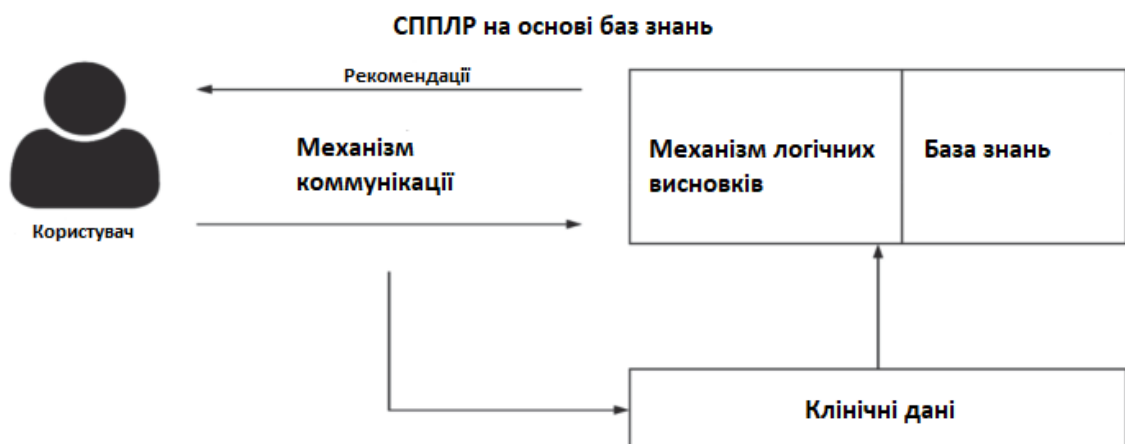 СППЛР на основі баз знань
Рекомендації
Механізм
коммунікації
Механізм логічних
висновків
База знань
Користувач
Клінічні дані